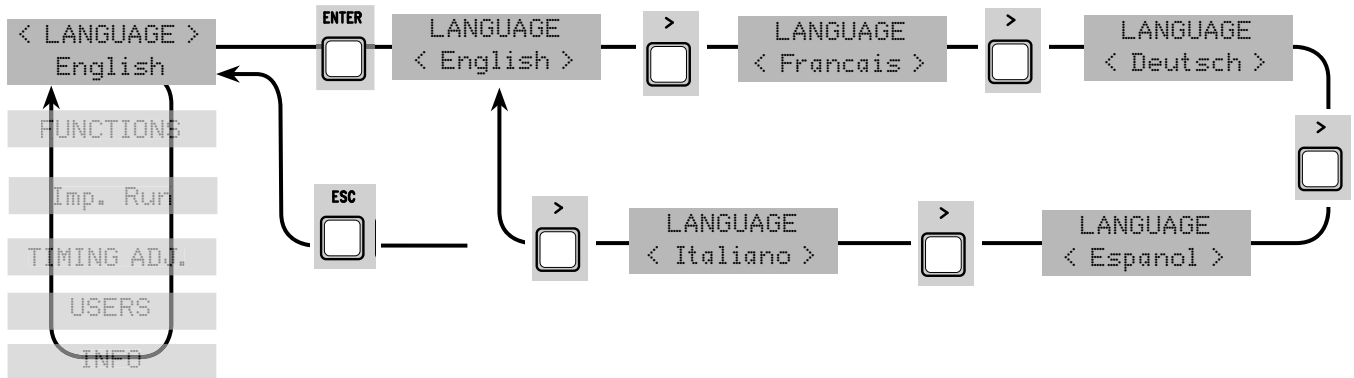 < LANGUAGE >
English
ENTER
LANGUAGE
< English >
>
LANGUAGE
< Francais >
>
LANGUAGE
< Deutsch >
>
LANGUAGE
< Espanol >
>
LANGUAGE
< Italiano >
>
ESC
FUNCTIONS
Imp. Run
TIMING ADJ.
USERS
INFO